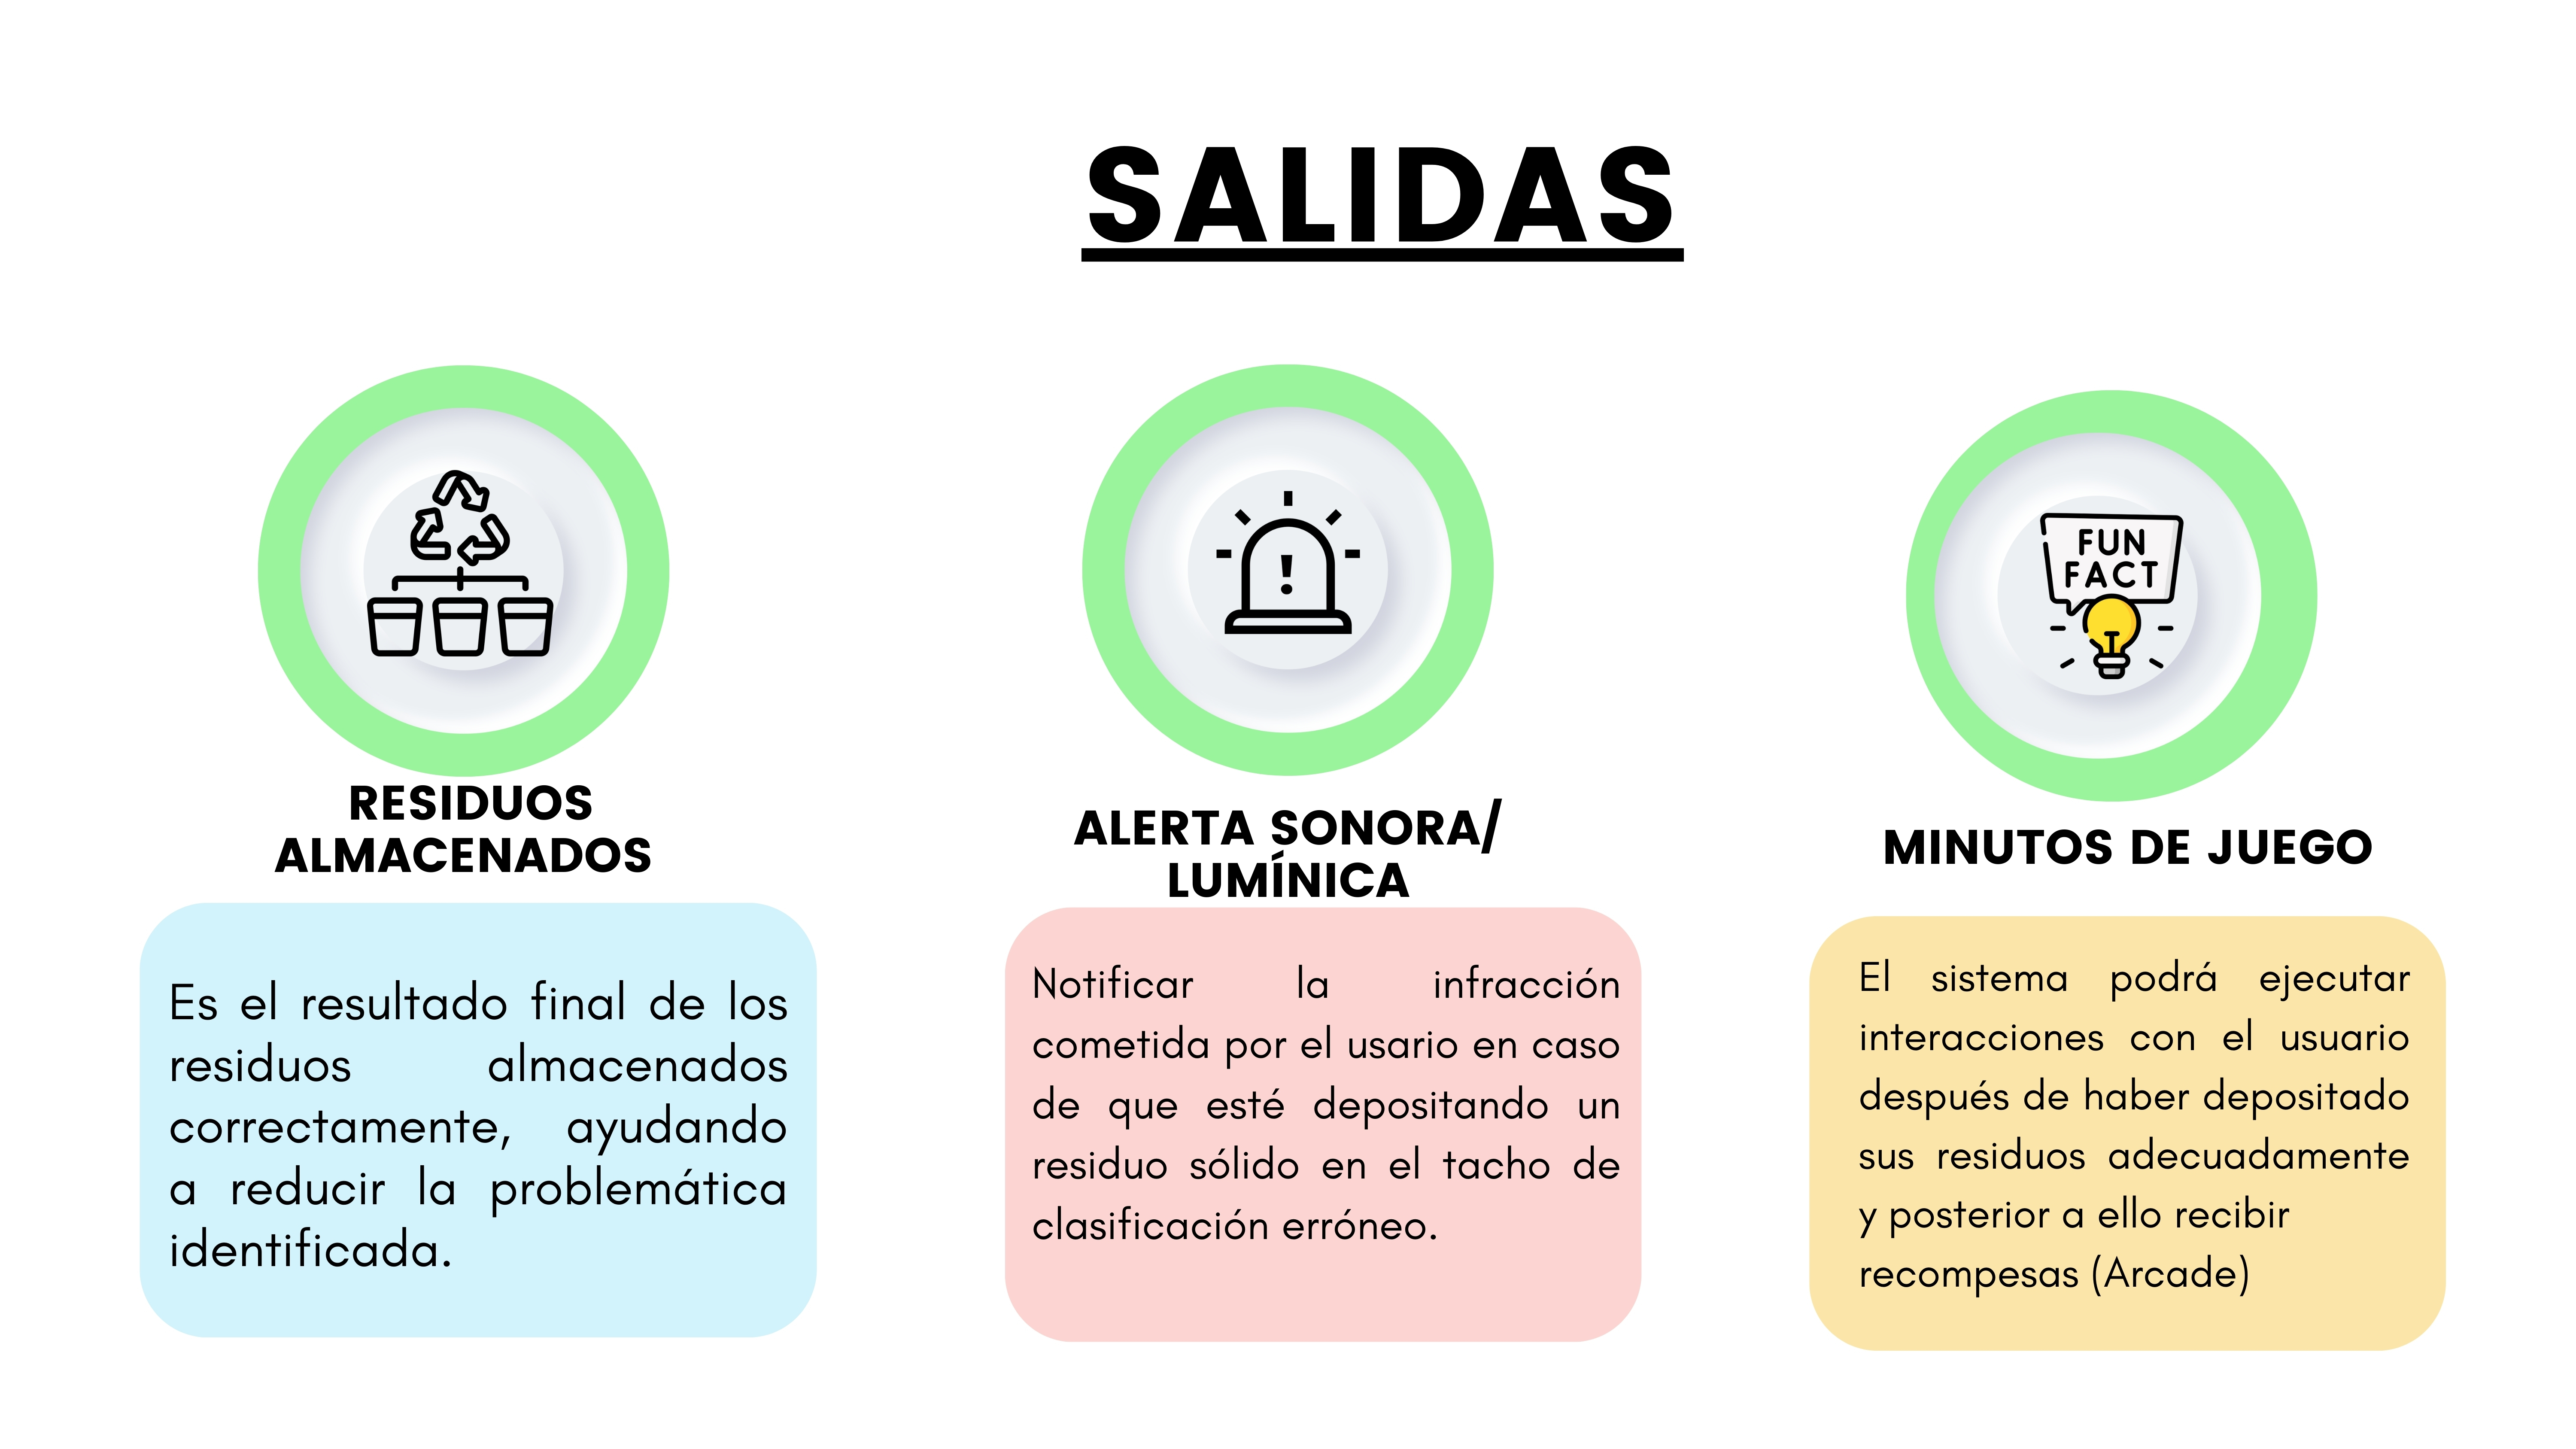 SALIDAS
RESIDUOS
ALMACENADOS
Es el resultado final de los
residuos almacenados
correctamente, ayudando
a reducir la problemática
identificada.
ALERTA SONORA/
LUMÍNICA
Notificar la infracción
cometida por el usario en caso
de que esté depositando un
residuo sólido en el tacho de
clasificación erróneo.
FUN
FACT
MINUTOS DE JUEGO
El sistema podrá ejecutar
interacciones con el usuario
después de haber depositado
sus residuos adecuadamente
y posterior a ello recibir
recompesas (Arcade)